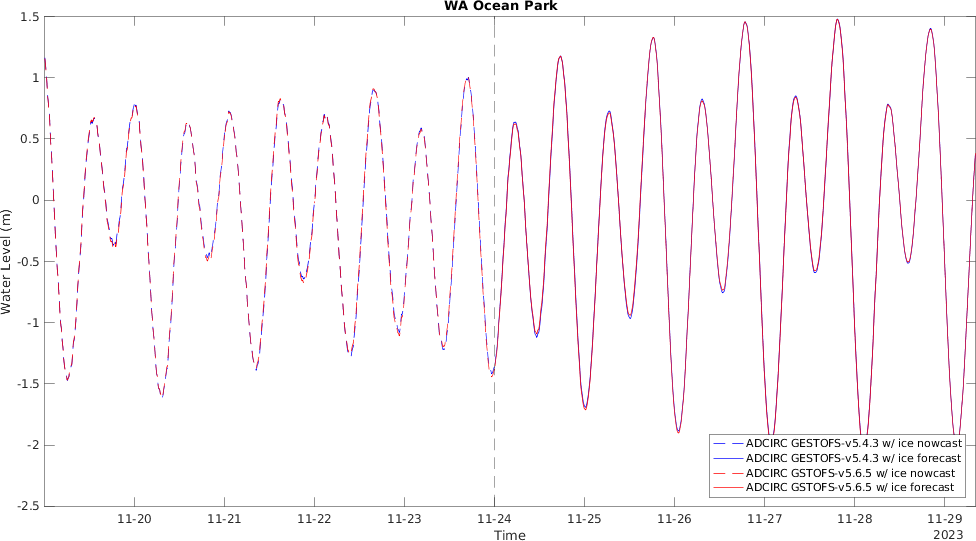 WA Ocean Park
Water Level (m)
1.5
1
0.5
0
-0.5
-1
-1.5
-2
-2.5
ADCIRC GESTOFS-v5.4.3 w/ ice nowcast
ADCIRC GESTOFS-v5.4.3 w/ ice forecast
ADCIRC GSTOFS-v5.6.5 w/ ice nowcast
ADCIRC GSTOFS-v5.6.5 w/ ice forecast
11-20 11-21 11-22 11-23 11-24 11-25 11-26 11-27 11-28 11-29
Time
2023